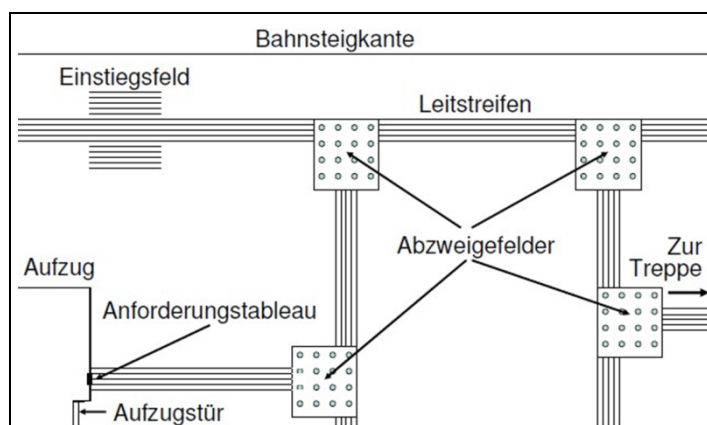 Bahnsteigkante
Einstiegsfeld
Leitstreifen
Abzweigefelder
Zur
Treppe
Aufzug
Anforderungstableau
Aufzugstür